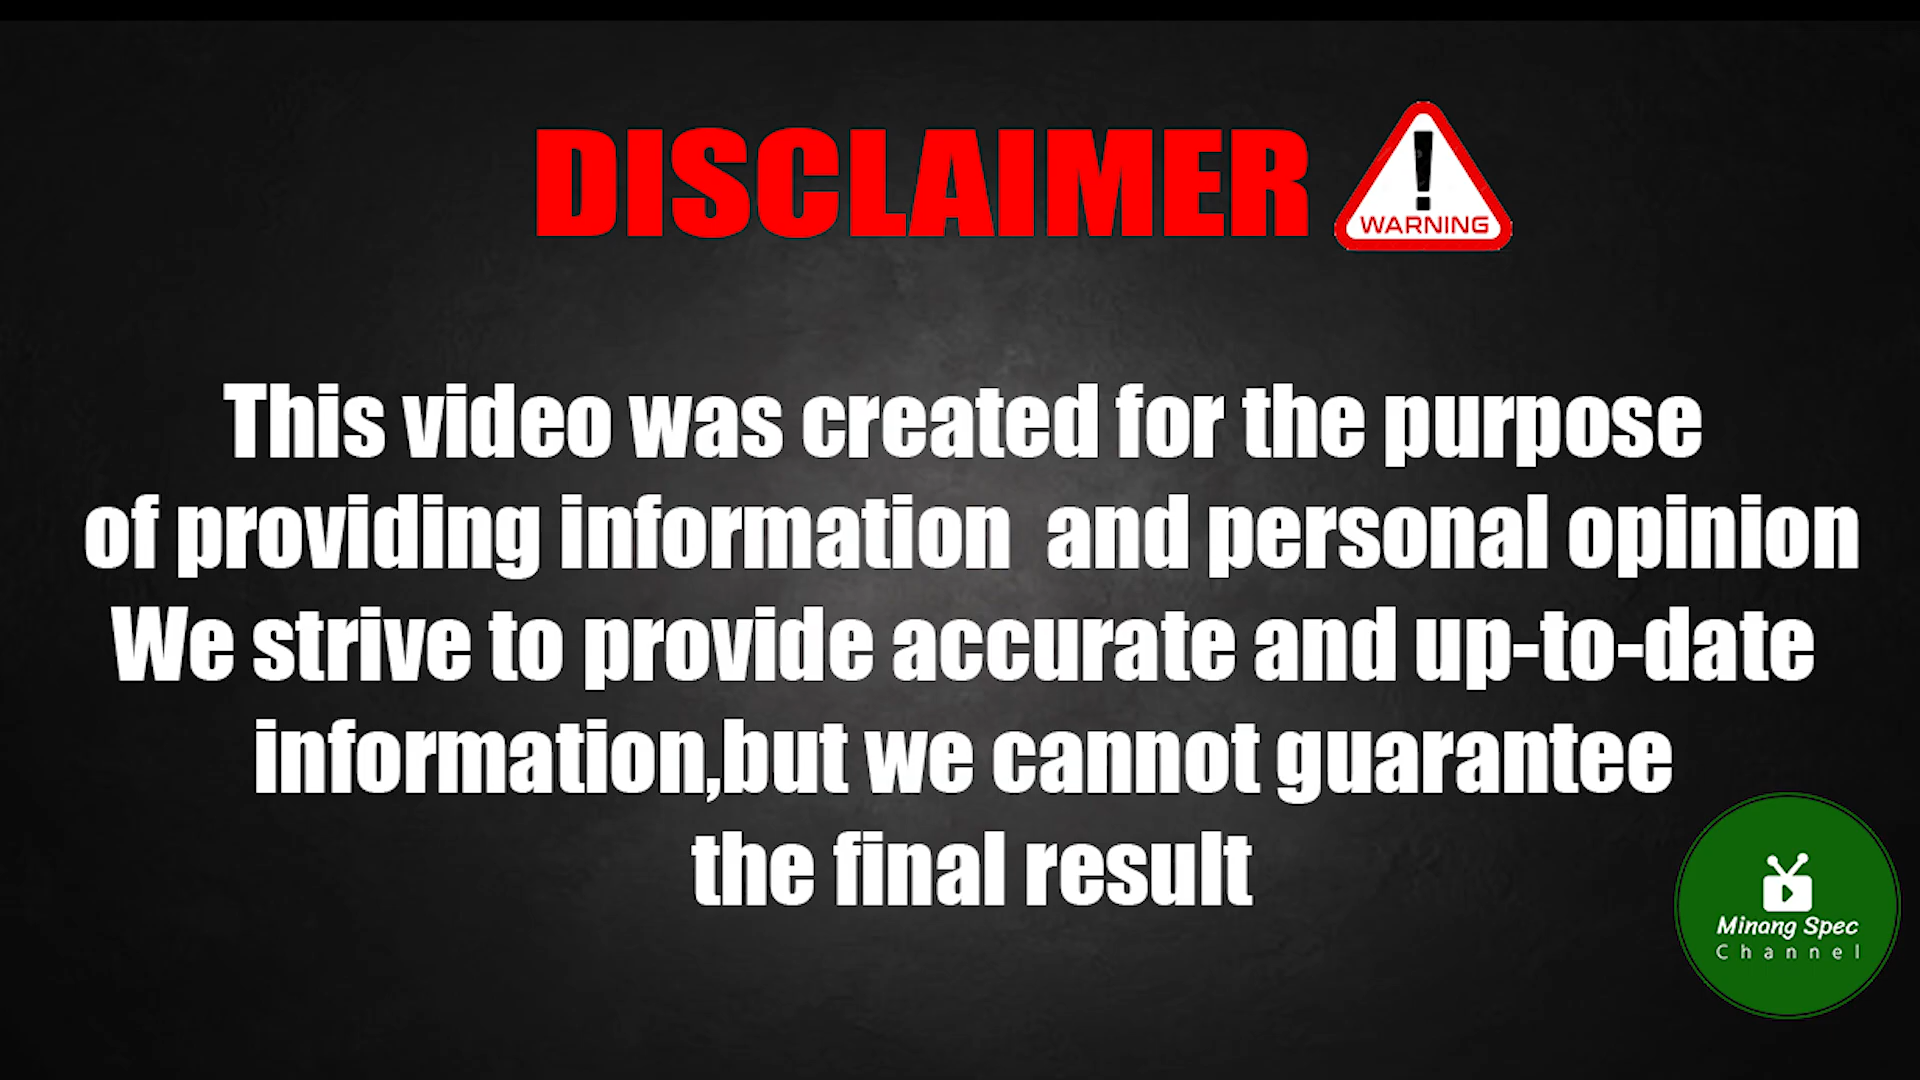 DISCLAIMER
WARNING
This video was created for the purpose
of providing information and personal opinion
We strive to provide accurate and up-to-date
information,but we cannot guarantee
the final result
Minang Spec
Channel